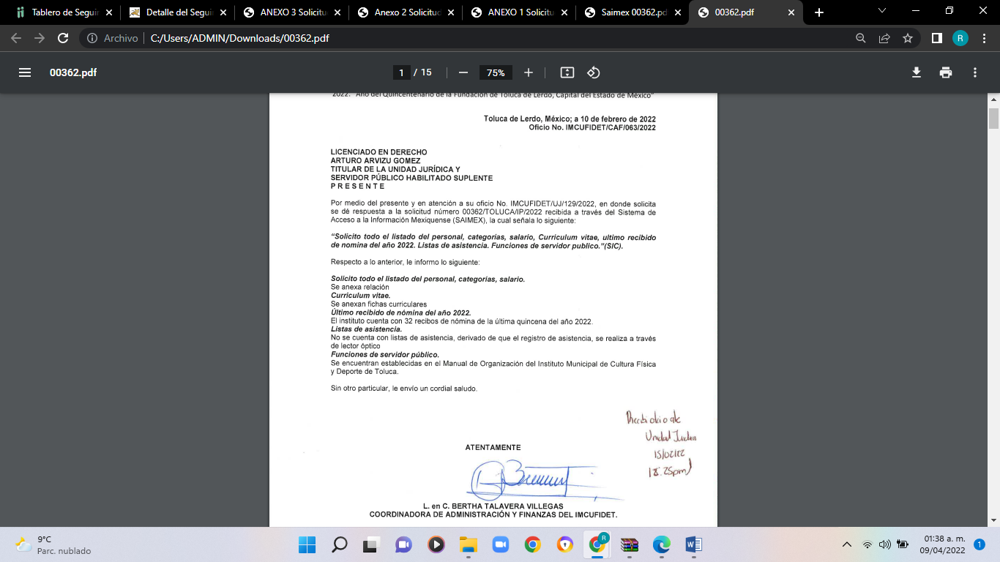 Tablero de Seguir
Detalle del Seguir
ANEXO 3 Solicitu
Anexo 2 Solicitud
ANEXO 1 Solicitu
Saimex 00362.pd
00362.pdf
Archivo
C:/Users/ADMIN/Downloads/00362.pdf
R
00362.pdf
1 / 15
75%
2022. "Año del Quincentenario de la Fundación de Toluca de Lerdo, Capital del Estado de México"
Toluca de Lerdo, México; a 10 de febrero de 2022
Oficio No. IMCUFIDET/CAF/063/2022
LICENCIADO EN DERECHO
ARTURO ARVIZU GOMEZ
TITULAR DE LA UNIDAD JURÍDICA Y
SERVIDOR PÚBLICO HABILITADO SUPLENTE
P R E S E N T E
Por medio del presente y en atención a su oficio No. IMCUFIDET/UJ/129/2022, en donde solicita
se dé respuesta a la solicitud número 00362/TOLUCA/IP/2022 recibida a través del Sistema de
Acceso a la Información Mexiquense (SAIMEX), la cual señala lo siguiente:
"Solicito todo el listado del personal, categorías, salario, Curriculum vitae, ultimo recibido
de nomina del año 2022. Listas de asistencia. Funciones de servidor publico."(SIC).
Respecto a lo anterior, le informo lo siguiente:
Solicito todo el listado del personal, categorías, salario.
Se anexa relación
Curriculum vitae.
Se anexan fichas curriculares
Último recibido de nómina del año 2022.
El instituto cuenta con 32 recibos de nómina de la última quincena del año 2022.
Listas de asistencia.
No se cuenta con listas de asistencia, derivado de que el registro de asistencia, se realiza a través
de lector óptico
Funciones de servidor público.
Se encuentran establecidas en el Manual de Organización del Instituto Municipal de Cultura Física
y Deporte de Toluca.
Sin otro particular, le envío un cordial saludo.
Unidad
15/02/22
18:25pm
ATENTAMENTE
L. en C. BERTHA TALAVERA VILLEGAS
COORDINADORA DE ADMINISTRACIÓN Y FINANZAS DEL IMCUFIDET.
9°C
Parc. nublado
R
01:38 a. m.
09/04/2022
1